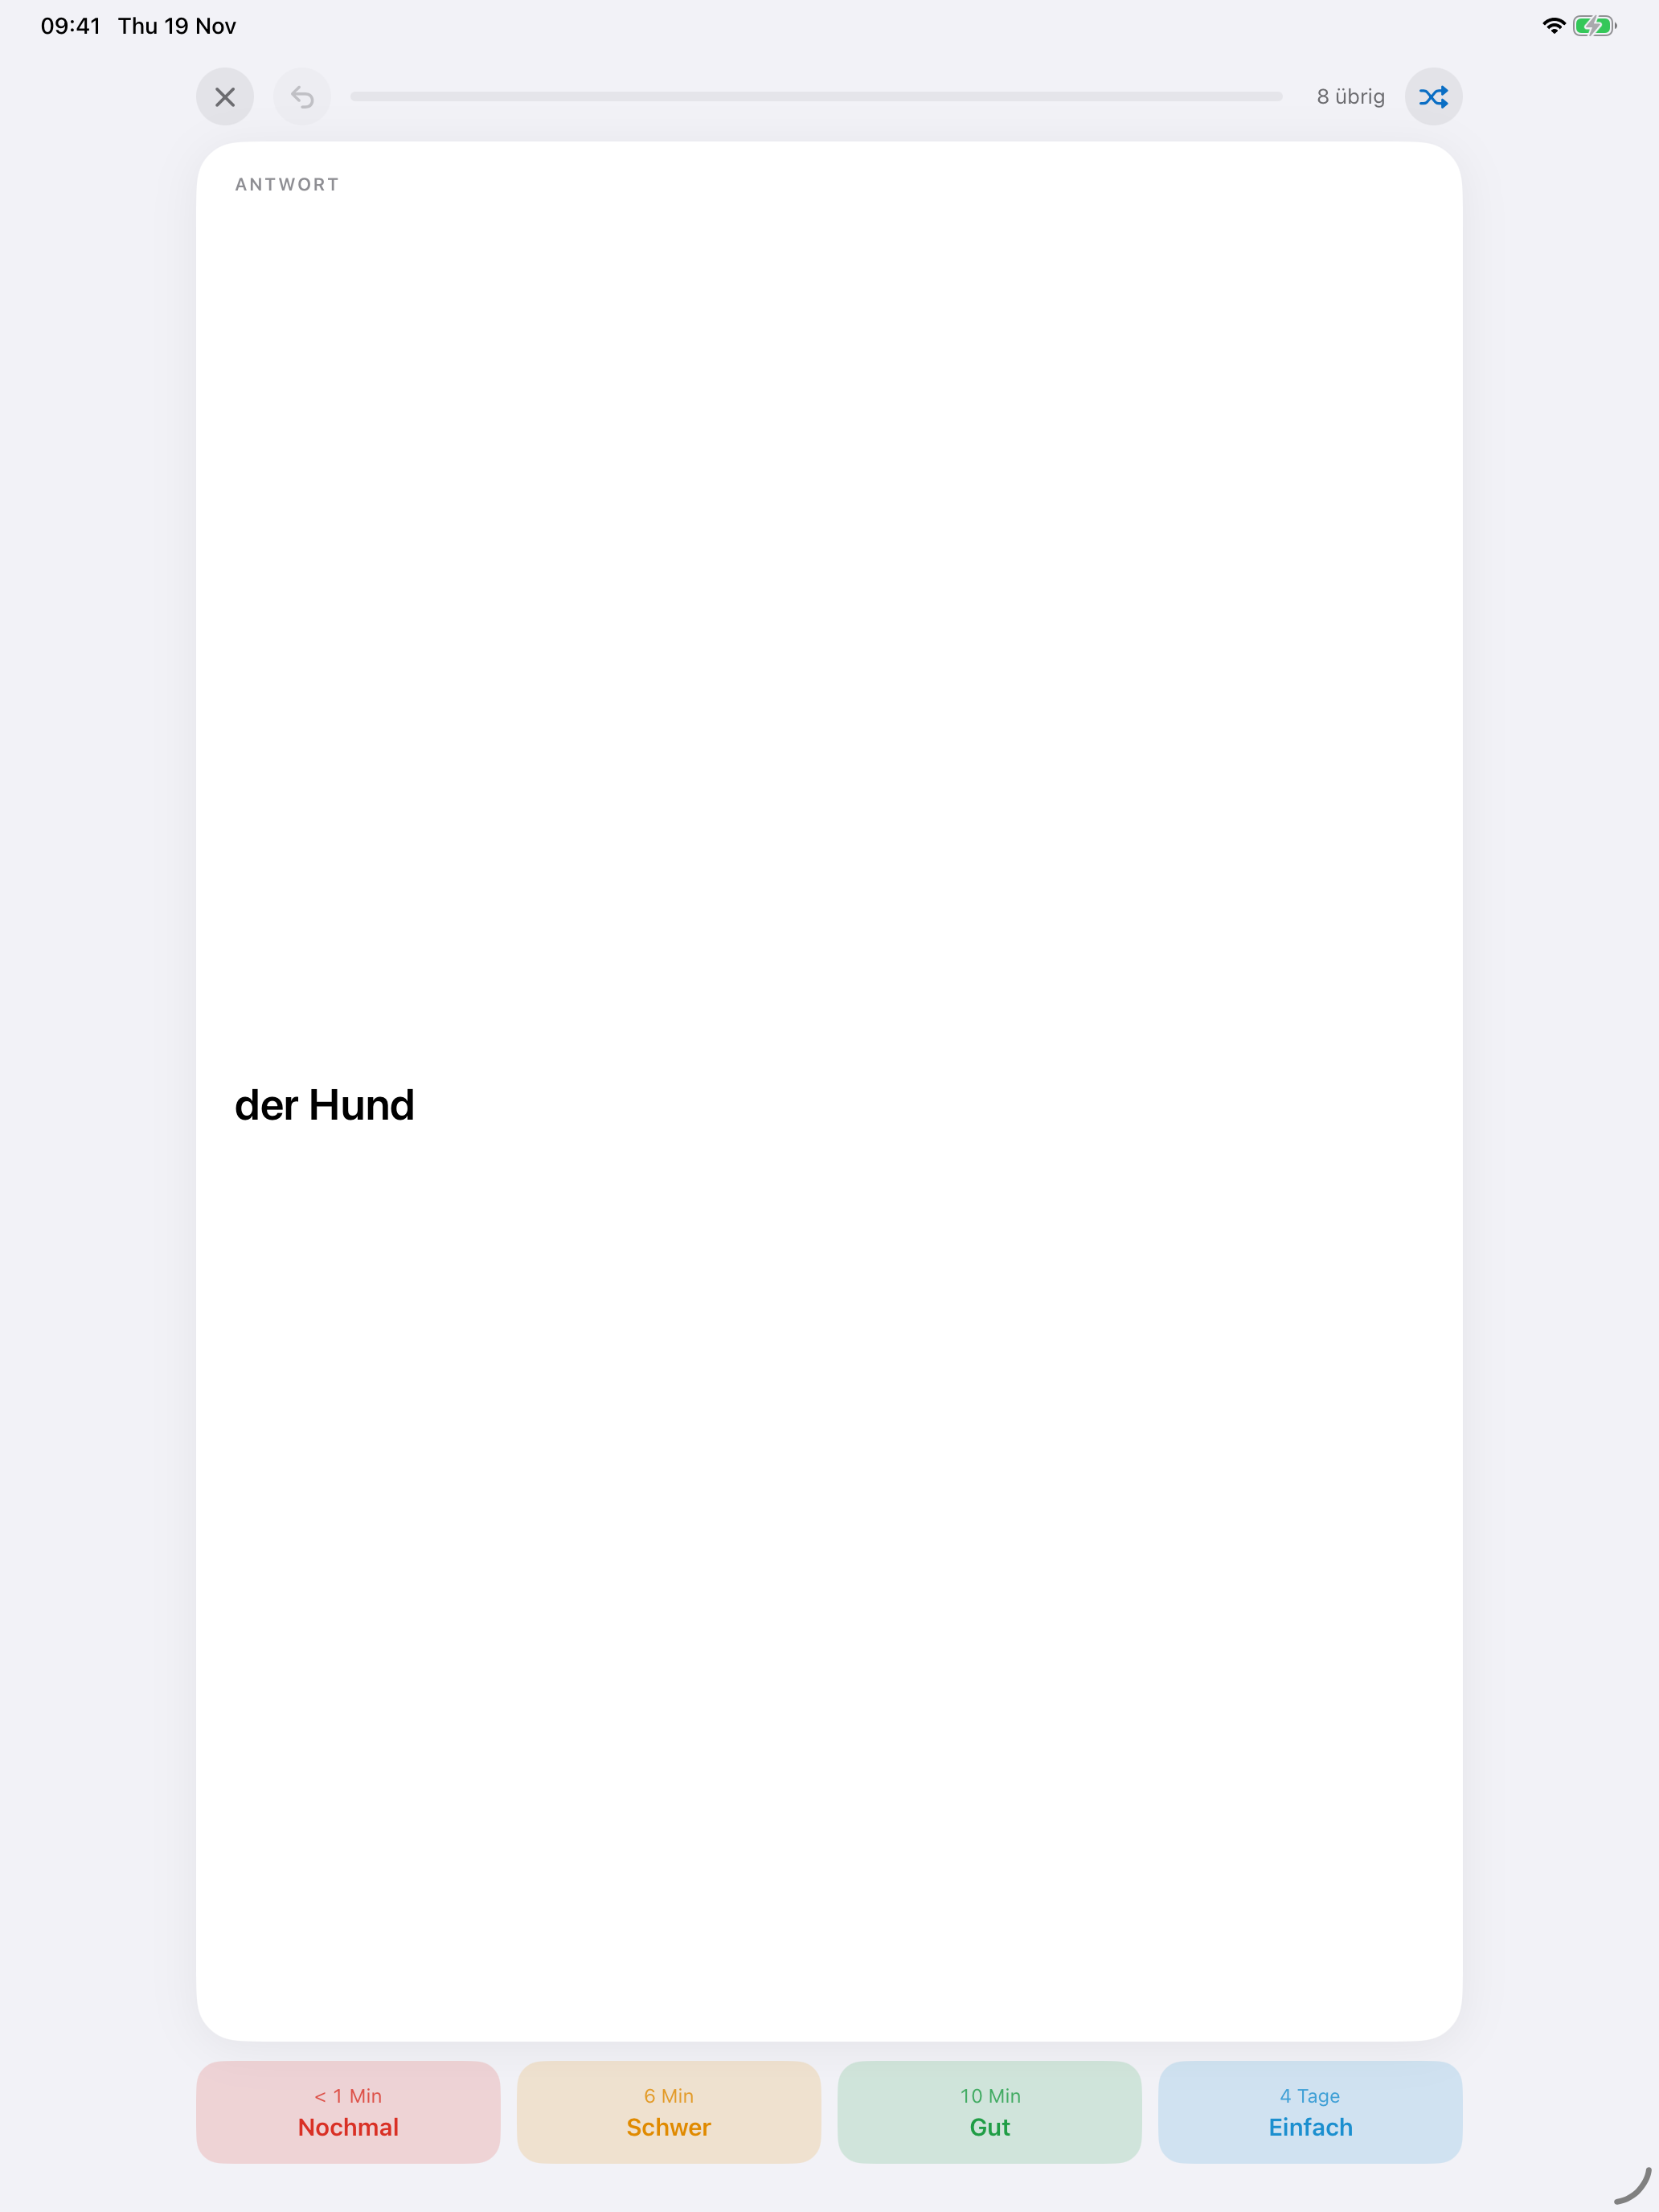 09:41 Thu 19 Nov
8 übrig
ANTWORT
der Hund
< 1 Min
Nochmal
6 Min
Schwer
10 Min
Gut
4 Tage
Einfach